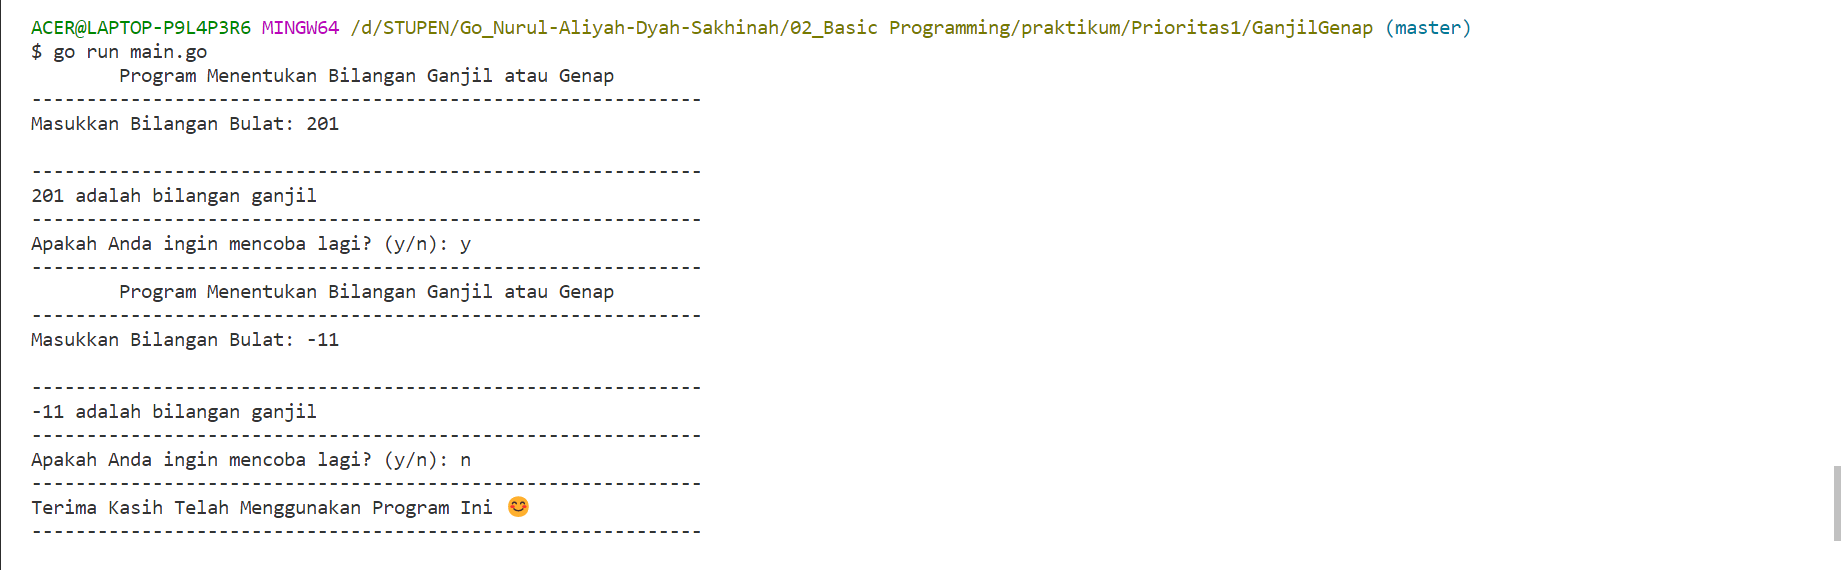 ACER@LAPTOP-P9L4P3R6 MINGW64 /d/STUPEN/Go_Nurul-Aliyah-Dyah-Sakhinah/02_Basic Programming/praktikum/Prioritas1/GanjilGenap (master)
$ go run main.go
        Program Menentukan Bilangan Ganjil atau Genap
-------------------------------------------------------------
Masukkan Bilangan Bulat: 201

-------------------------------------------------------------
201 adalah bilangan ganjil
-------------------------------------------------------------
Apakah Anda ingin mencoba lagi? (y/n): y
-------------------------------------------------------------
        Program Menentukan Bilangan Ganjil atau Genap
-------------------------------------------------------------
Masukkan Bilangan Bulat: -11

-------------------------------------------------------------
-11 adalah bilangan ganjil
-------------------------------------------------------------
Apakah Anda ingin mencoba lagi? (y/n): n
-------------------------------------------------------------
Terima Kasih Telah Menggunakan Program Ini 😊
-------------------------------------------------------------